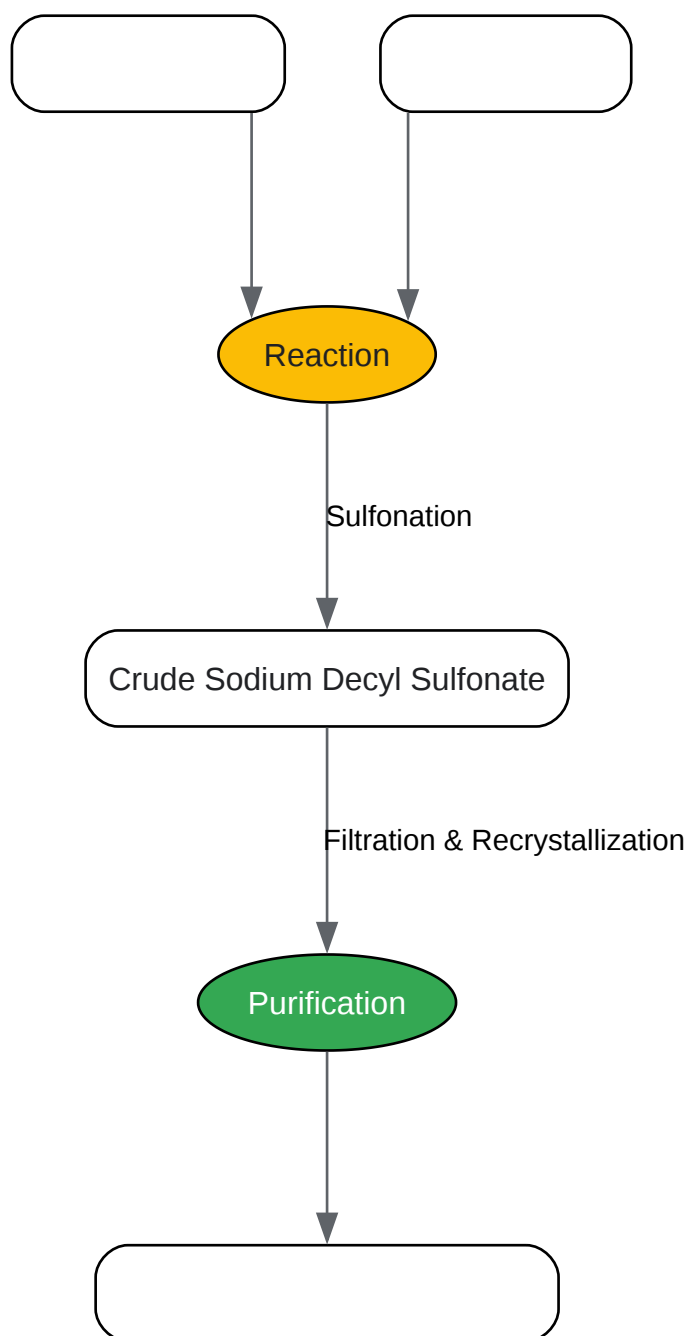 Reaction
Sulfonation
Crude Sodium Decyl Sulfonate
Filtration & Recrystallization
Purification